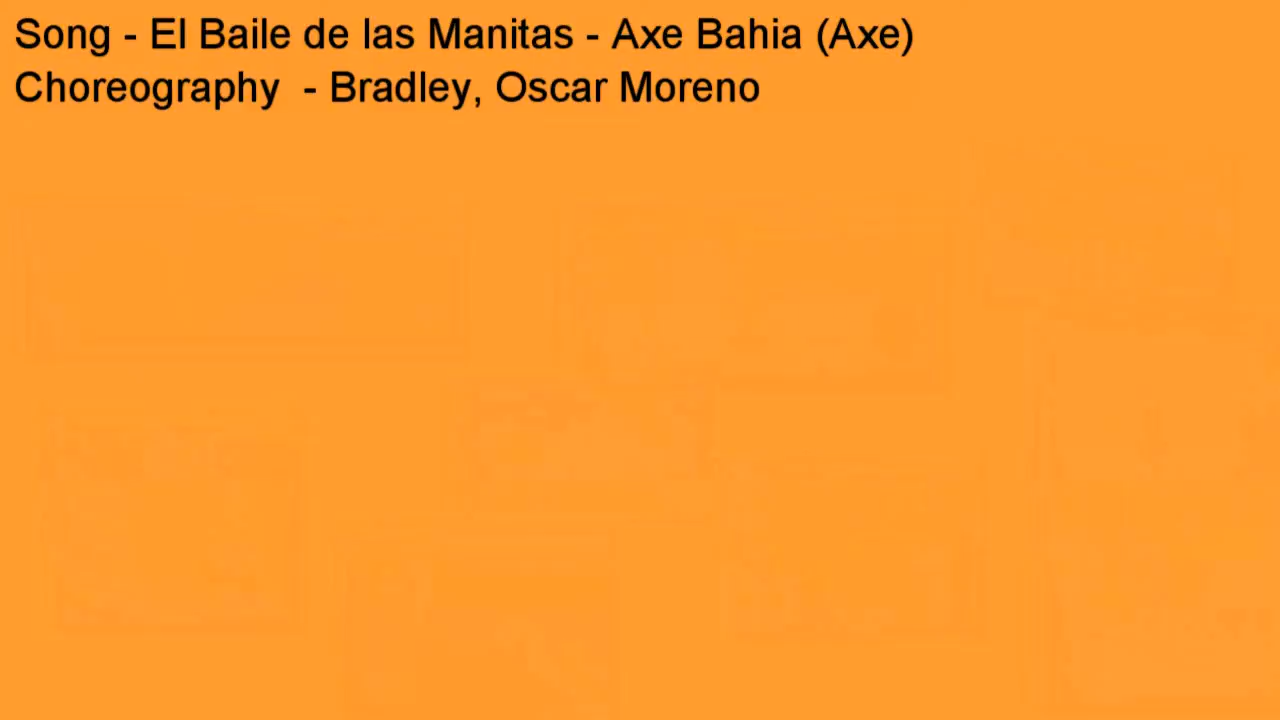 Song - El Baile de las Manitas - Axe Bahia (Axe)
Choreography  - Bradley, Oscar Moreno